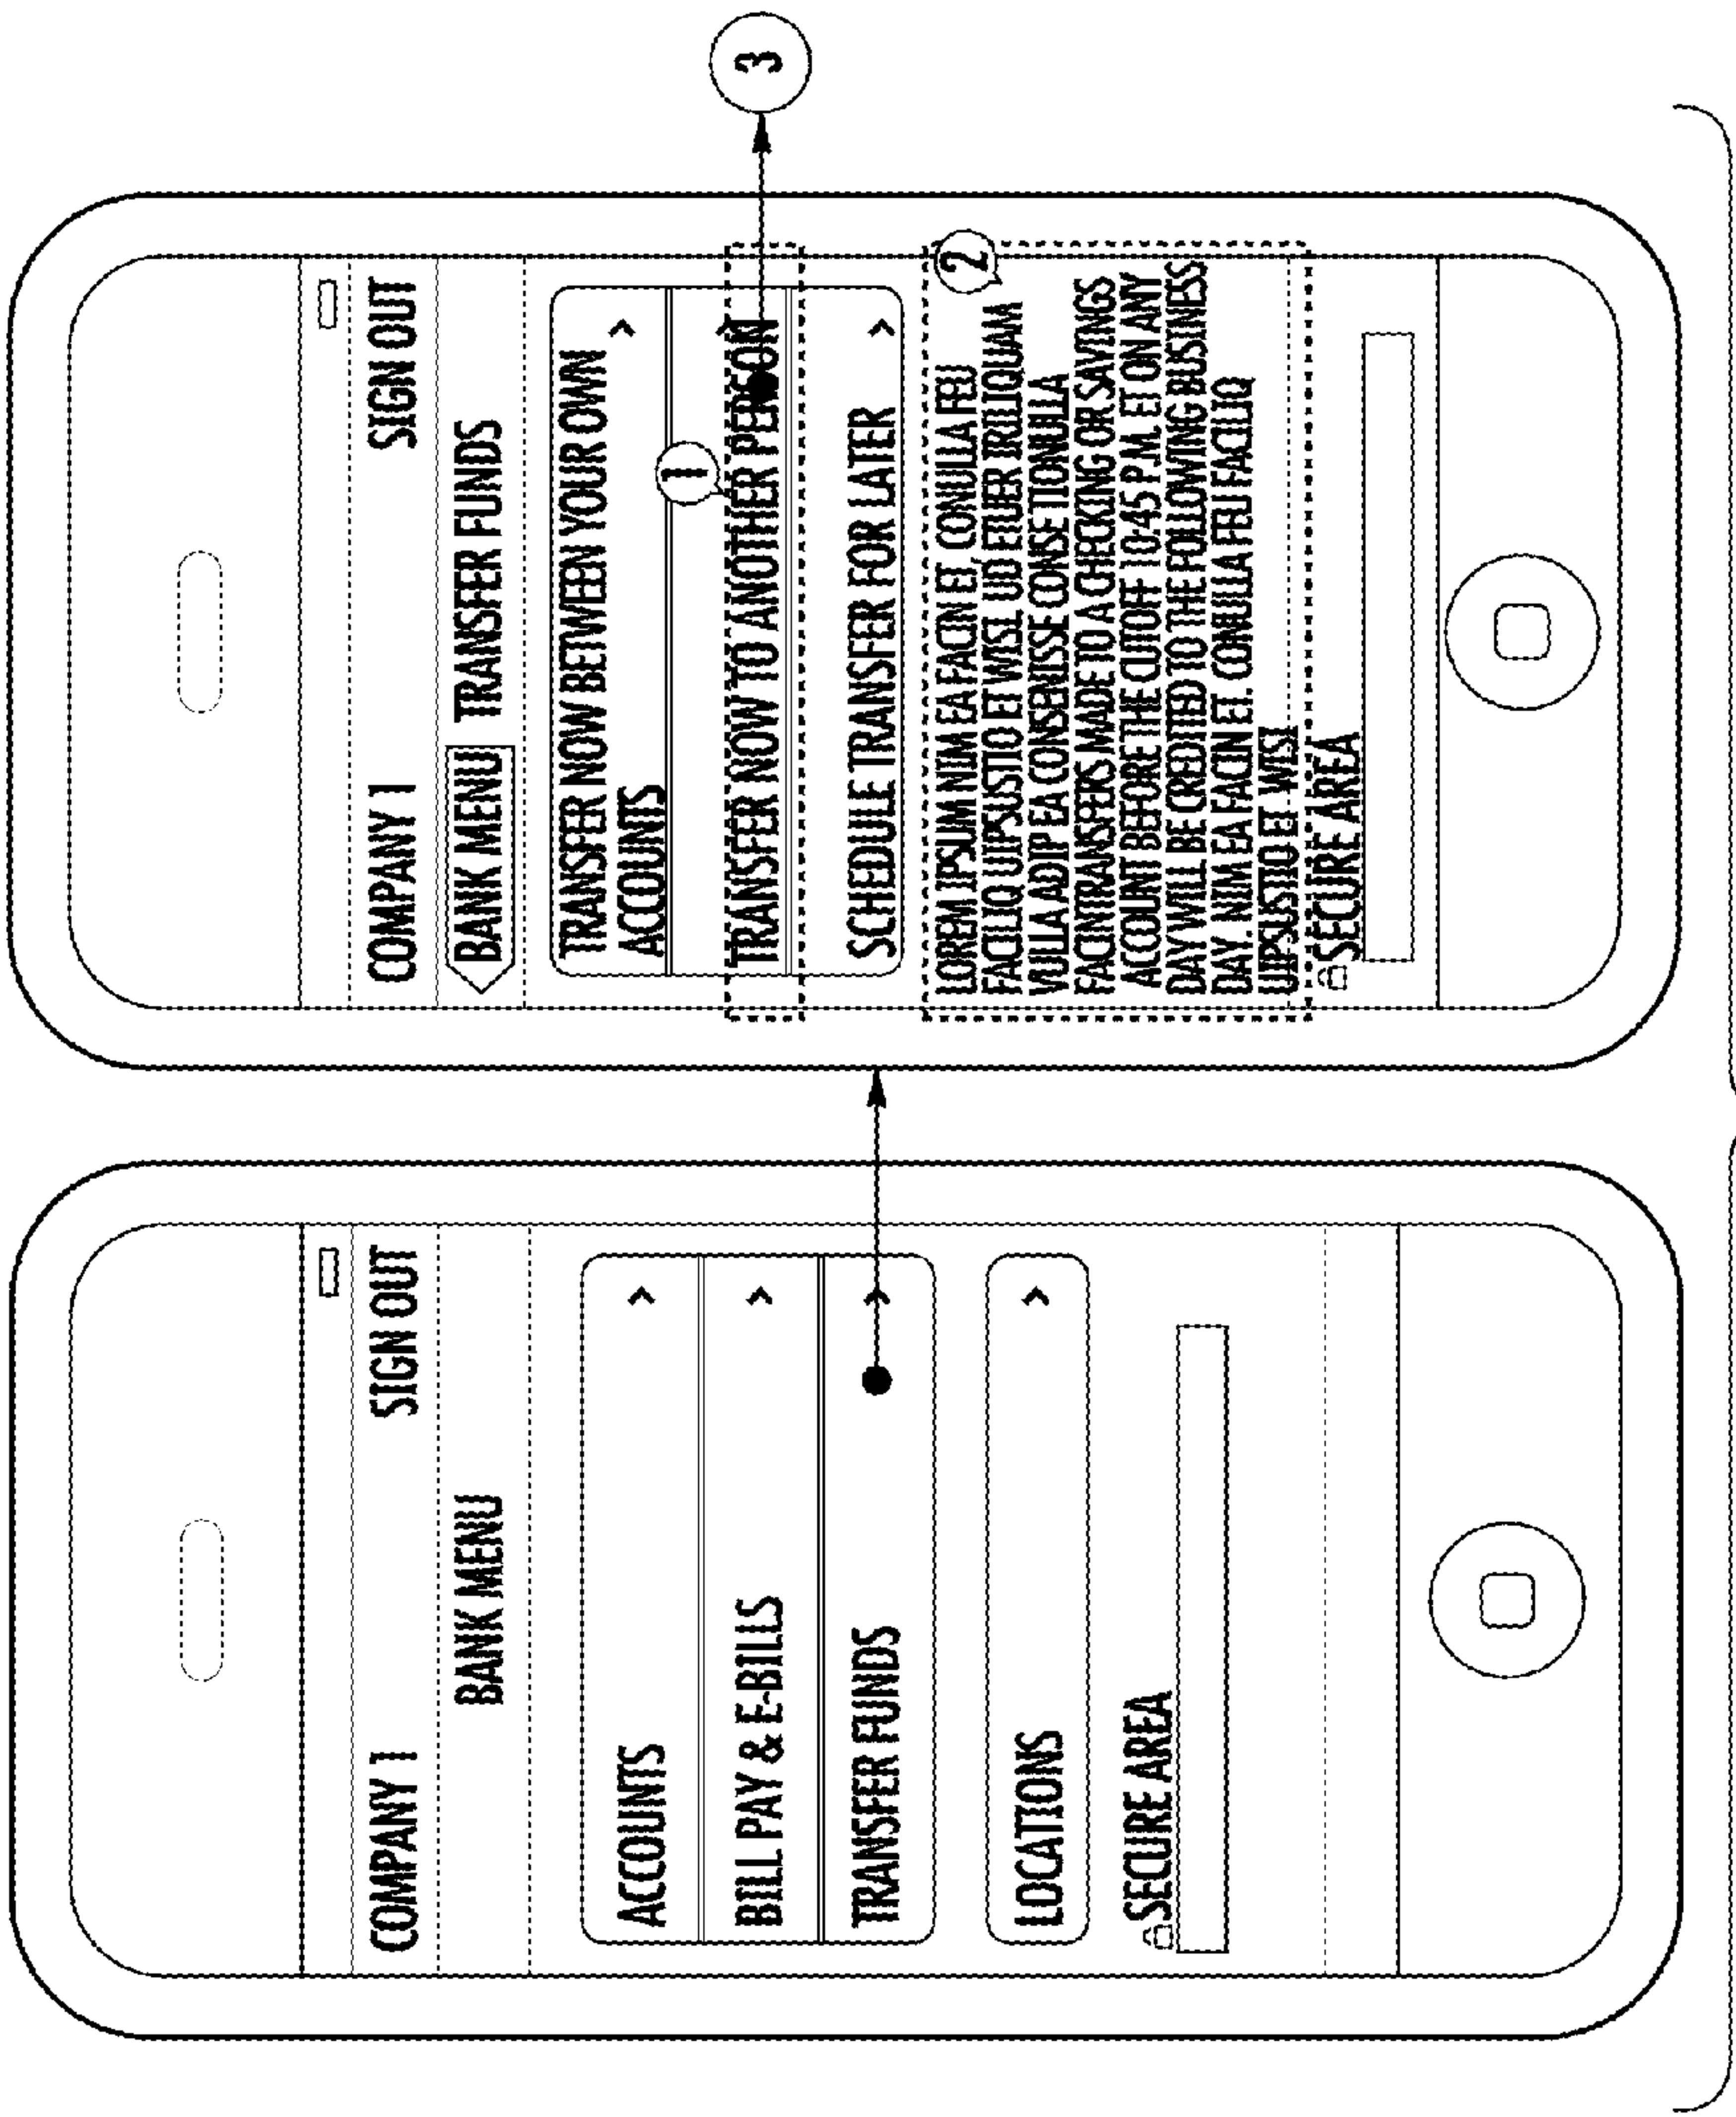 COMPANY 1 SIGN OUT
BANK MENU
ACCOUNTS >
BILL PAY & E-BILLS >
TRANSFER FUNDS >
LOCATIONS >
SECURE AREA
COMPANY 1 SIGN OUT
BANK MENU TRANSFER FUNDS
TRANSFER NOW BETWEEN YOUR OWN
ACCOUNTS >
1
TRANSFER NOW TO ANOTHER PERSON
3
SCHEDULE TRANSFER FOR LATER >
2
LOREM IPSUM NIM EA FACIN ET, CONULLA FEU
FACILIQ UIPSUSTIO ET WISI. UD ETUER IRILIQUAM
VULLA ADIP EA CONSENISSE CONSE TIONULLA
FACINTRANSFERS MADE TO A CHECKING OR SAVINGS
ACCOUNT BEFORE THE CUTOFF 10:45 P.M. ET ON ANY
DAY WILL BE CREDITED TO THE FOLLOWING BUSINESS
DAY. NIM EA FACIN ET. CONULLA FEU FACILIQ
UIPSUSTIO ET WISI
SECURE AREA